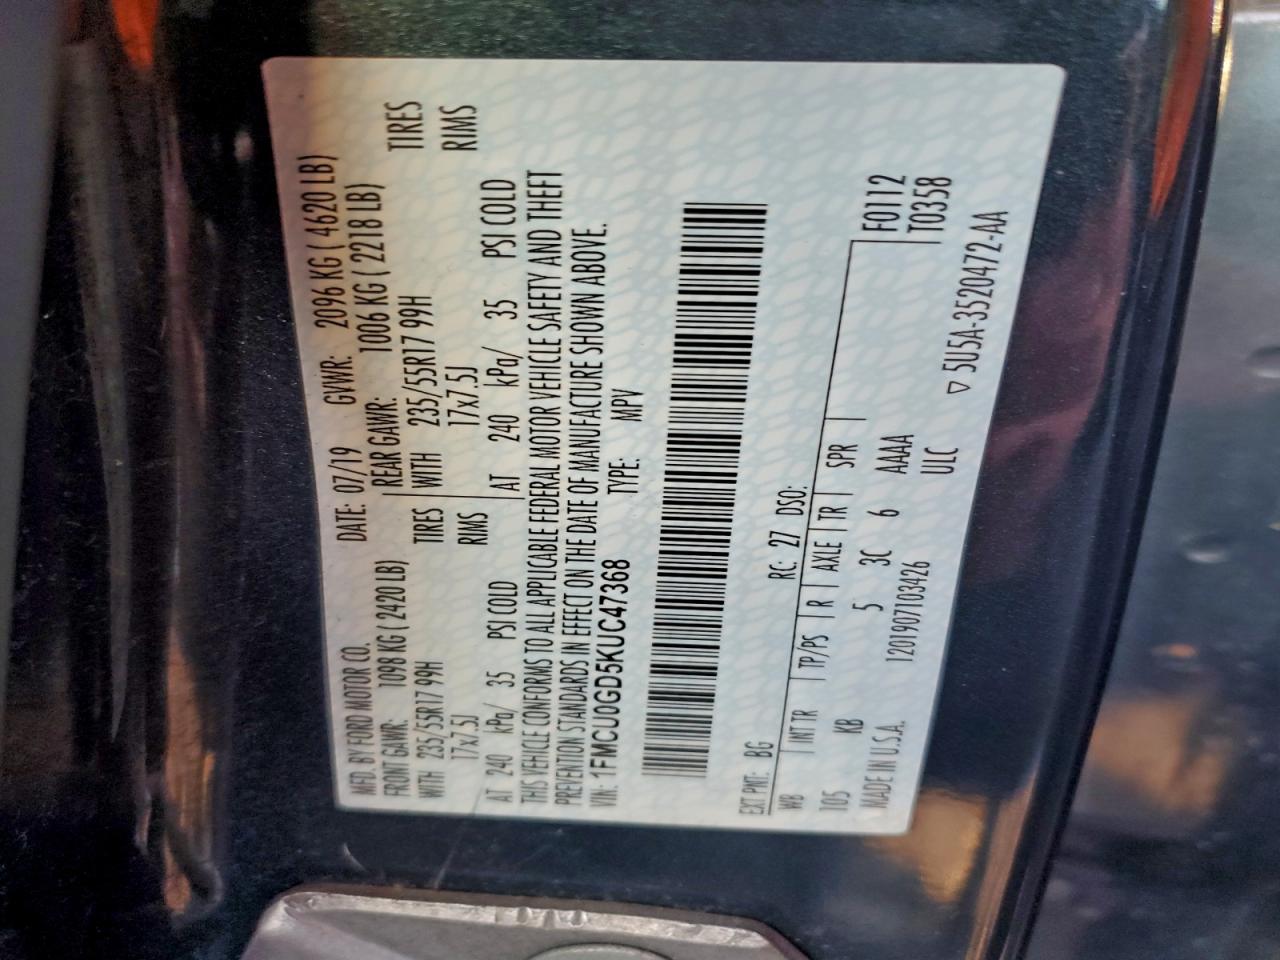 MFD. BY FORD MOTOR CO.
DATE: 07/19 GVWR: 2096 KG ( 4620 LB)
FRONT GAWR: 1098 KG ( 2420 LB) REAR GAWR: 1006 KG ( 2218 LB)
WITH 235/55R17 99H TIRES WITH 235/55R17 99H TIRES
17x7.5J RIMS 17x7.5J RIMS
AT 240 kPa/ 35 PSI COLD AT 240 kPa/ 35 PSI COLD
THIS VEHICLE CONFORMS TO ALL APPLICABLE FEDERAL MOTOR VEHICLE SAFETY AND THEFT
PREVENTION STANDARDS IN EFFECT ON THE DATE OF MANUFACTURE SHOWN ABOVE.
VIN: 1FMCU0GD5KUC47368 TYPE: MPV
EXT PNT: BG RC: 27 DSO:
WB INT TR TP/PS R AXLE TR SPR F0112
105 KB 5 3C 6 AAAA T0358
MADE IN U.S.A. 1201907103426 ULC
▽ 5U5A-3520472-AA